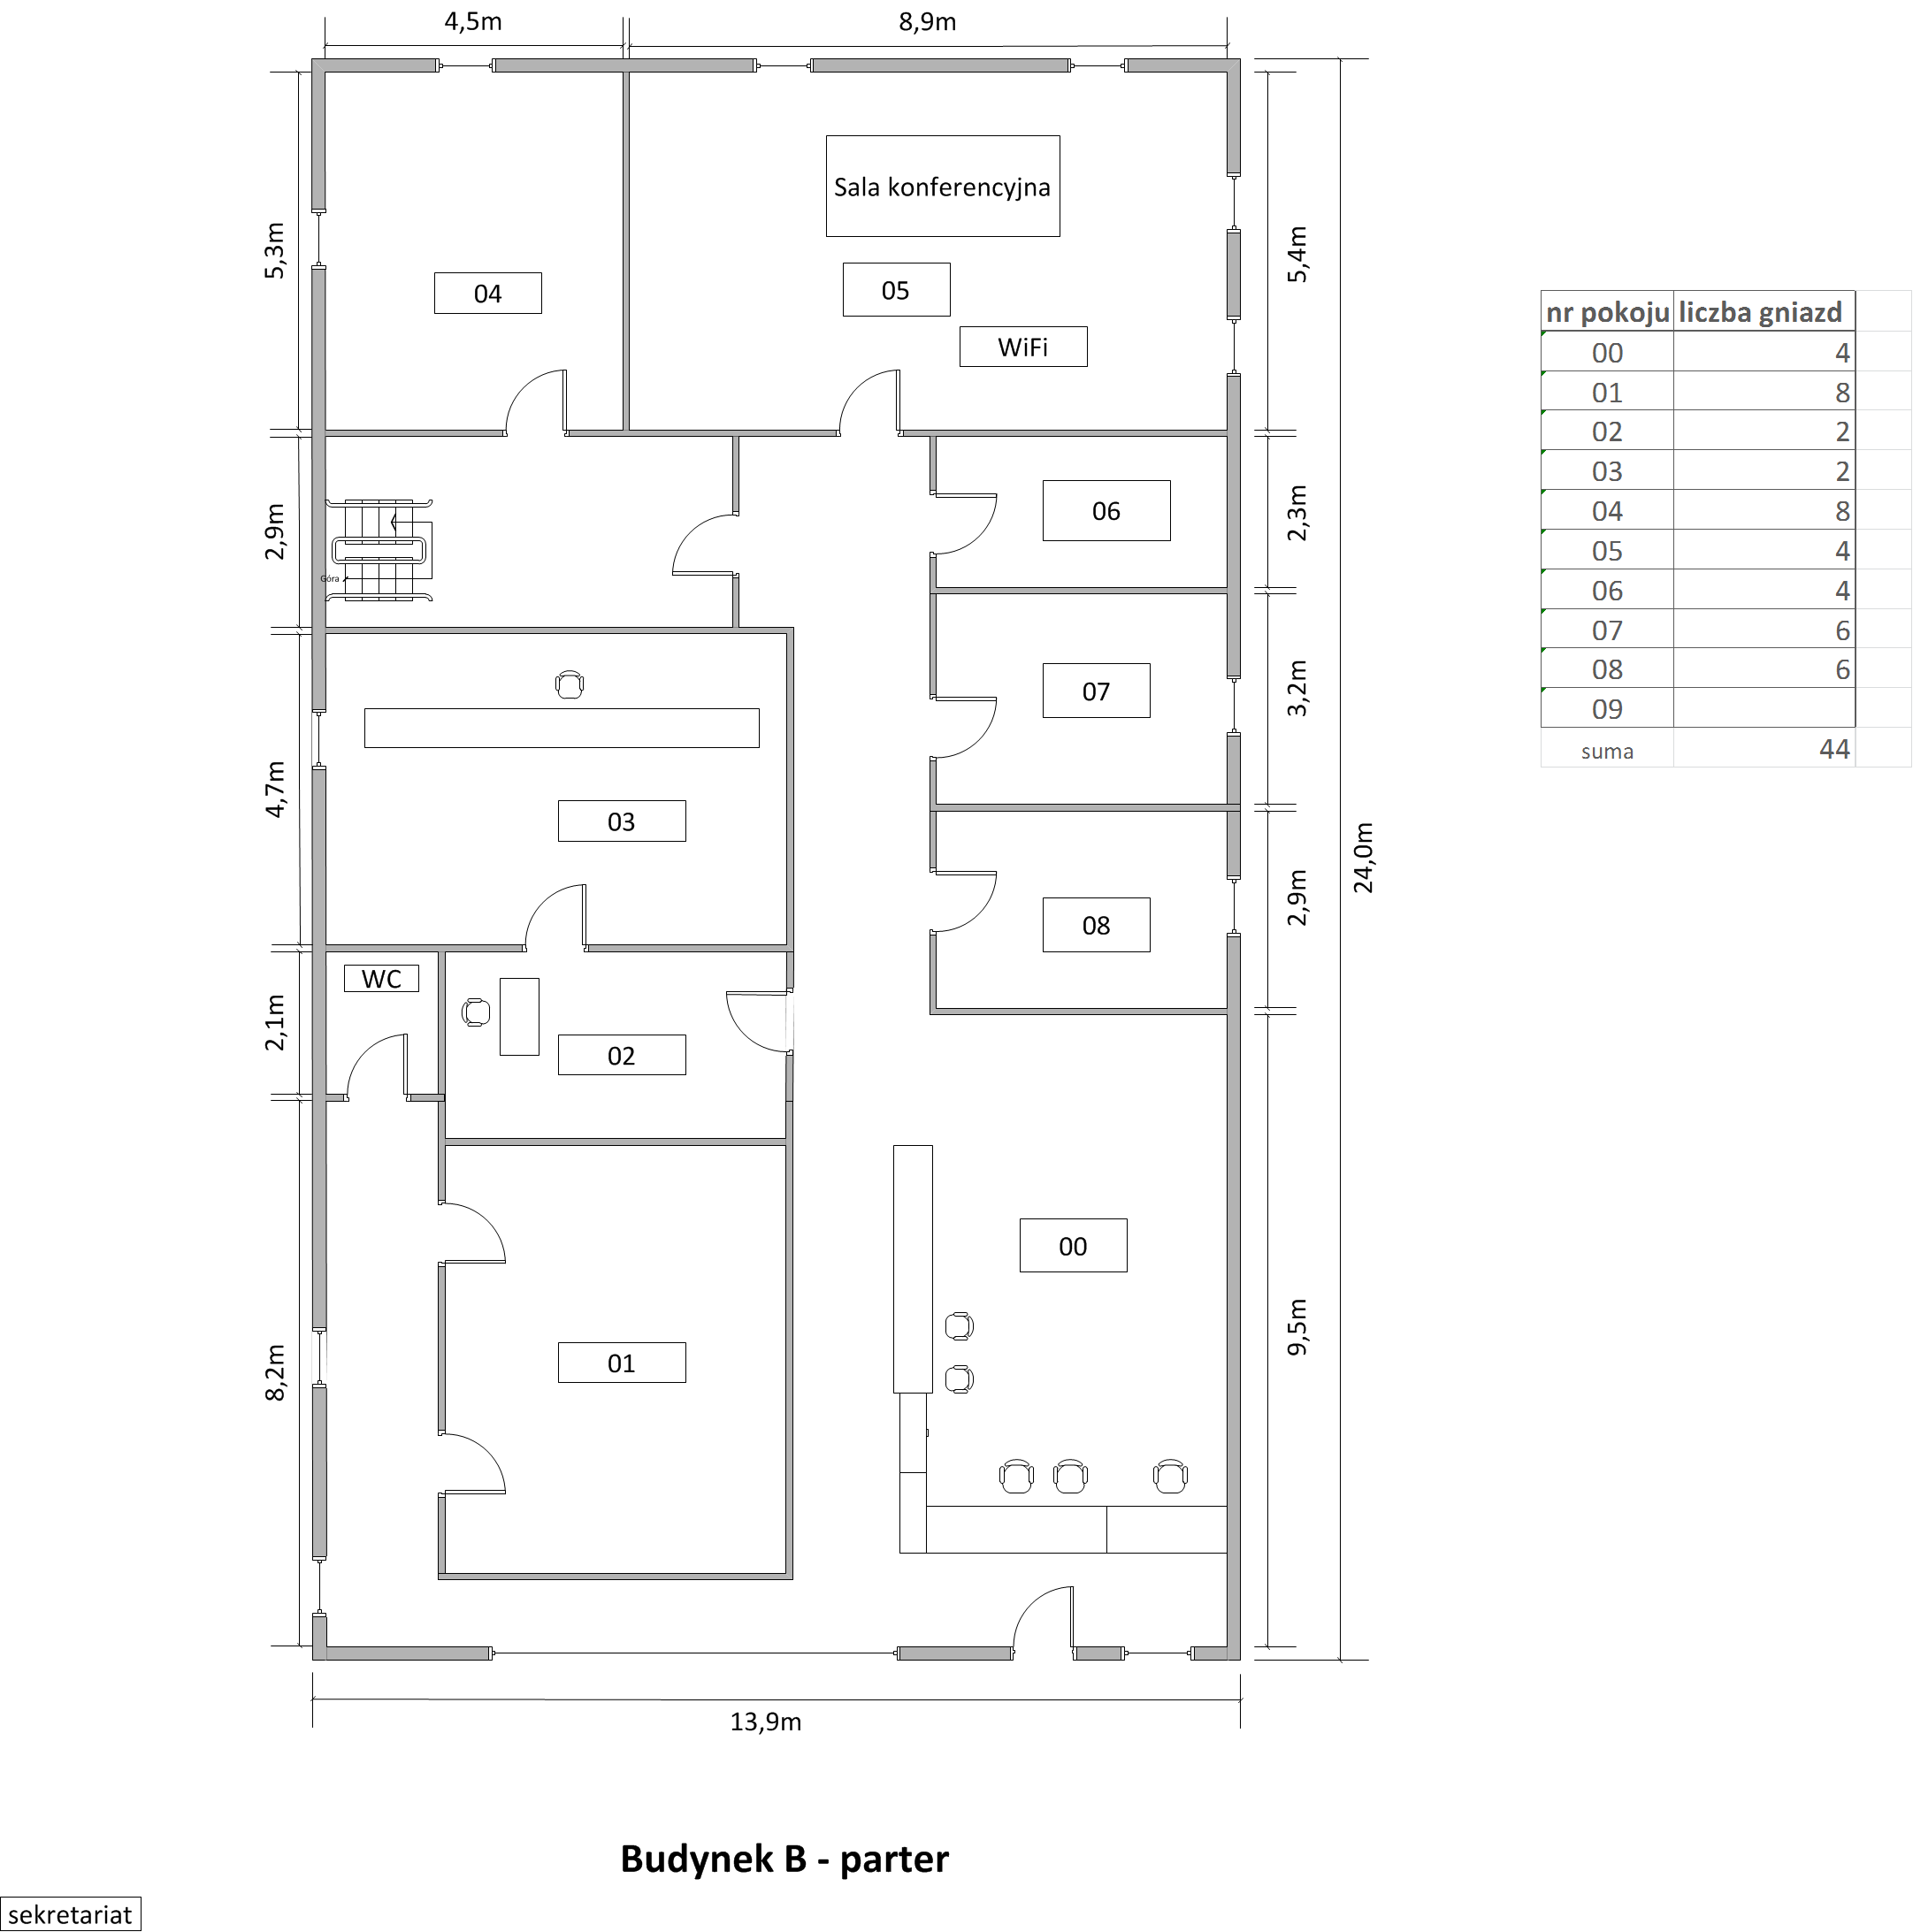 4,5m
8,9m
5,3m
Sala konferencyjna
04
05
WiFi
5,4m
2,9m
Góra
06
2,3m
07
3,2m
4,7m
03
08
2,9m
24,0m
WC
2,1m
02
00
01
8,2m
9,5m
13,9m
nr pokoju liczba gniazd
00 4
01 8
02 2
03 2
04 8
05 4
06 4
07 6
08 6
09
suma 44
Budynek B - parter
sekretariat